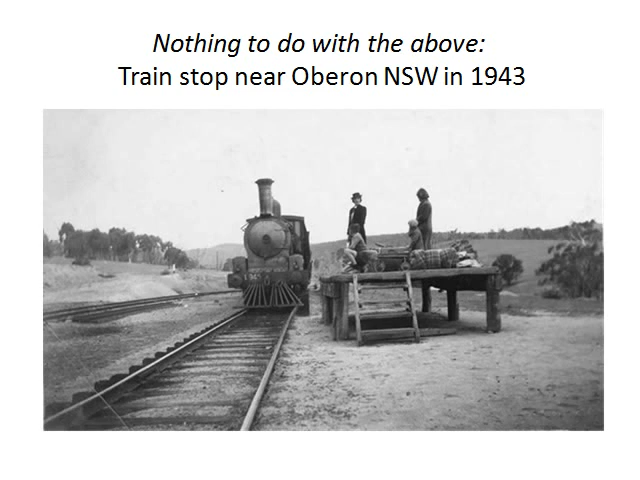 Nothing to do with the above:
Train stop near Oberon NSW in 1943